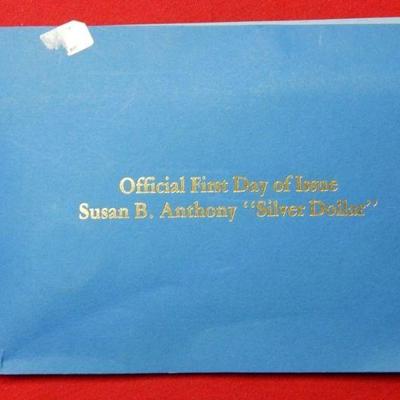 Official First Day of Issue
Susan B. Anthony "Silver Dollar"